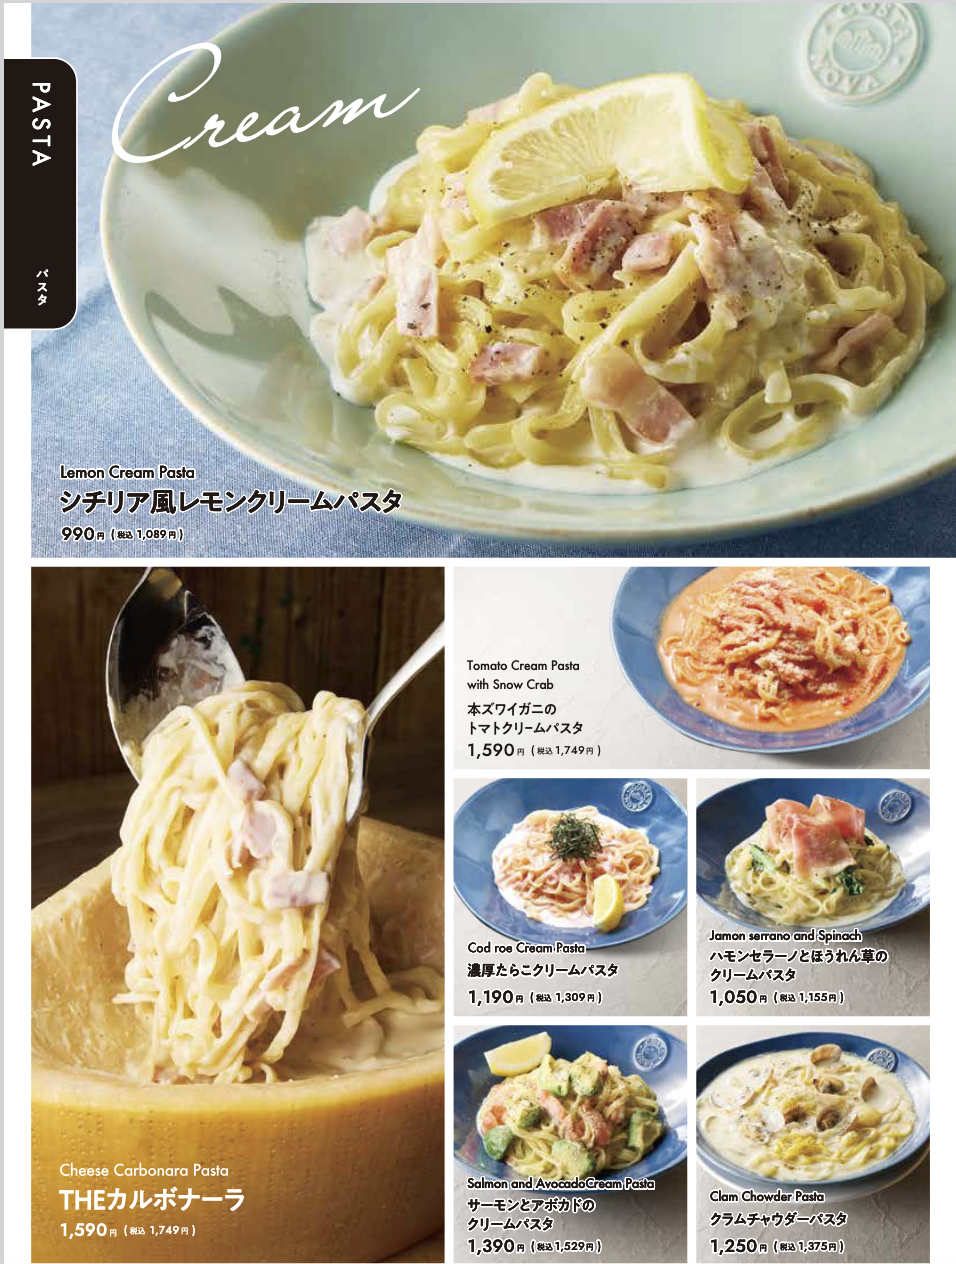 PASTA
パスタ
Cream
COSTA NOVA
Lemon Cream Pasta
シチリア風レモンクリームパスタ
990円 (税込 1,089円)
Cheese Carbonara Pasta
THEカルボナーラ
1,590円 (税込 1,749円)
Tomato Cream Pasta
with Snow Crab
本ズワイガニの
トマトクリームパスタ
1,590円 (税込 1,749円)
Cod roe Cream Pasta
濃厚たらこクリームパスタ
1,190円 (税込 1,309円)
Jamon serrano and Spinach
ハモンセラーノとほうれん草の
クリームパスタ
1,050円 (税込 1,155円)
Salmon and AvocadoCream Pasta
サーモンとアボカドの
クリームパスタ
1,390円 (税込 1,529円)
Clam Chowder Pasta
クラムチャウダーパスタ
1,250円 (税込 1,375円)